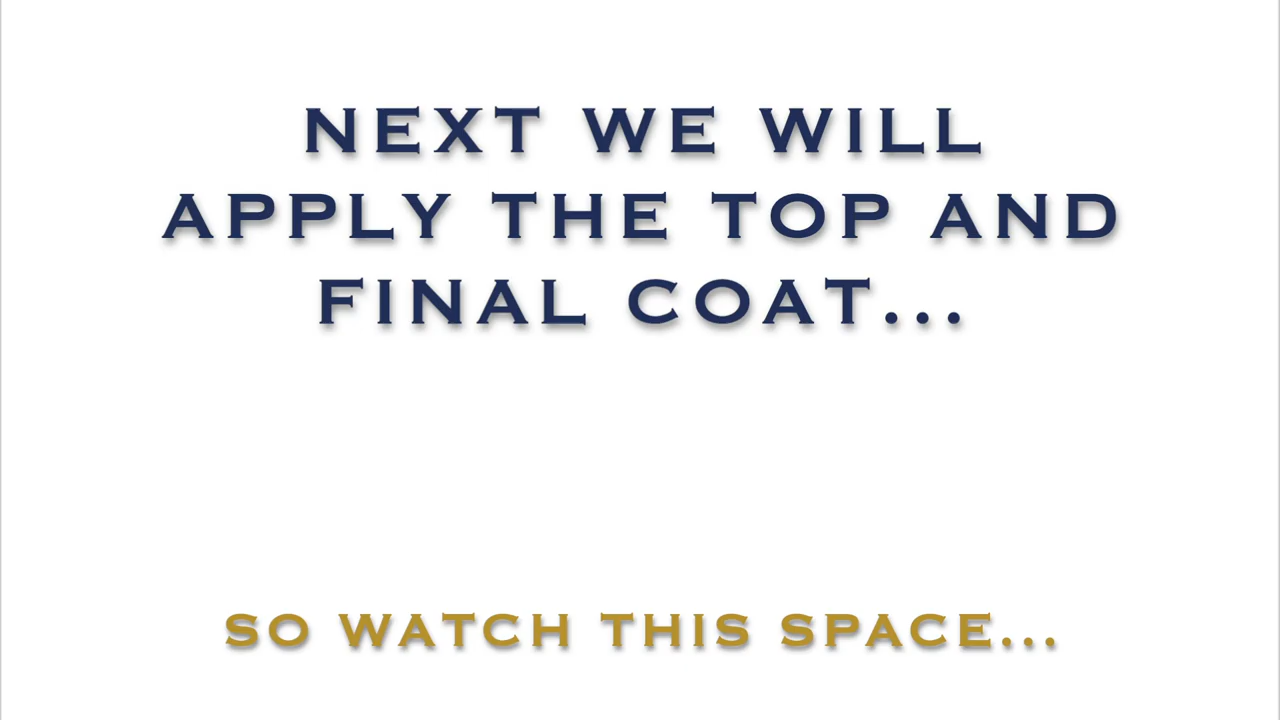 NEXT WE WILL
APPLY THE TOP AND
FINAL COAT...
SO WATCH THIS SPACE...